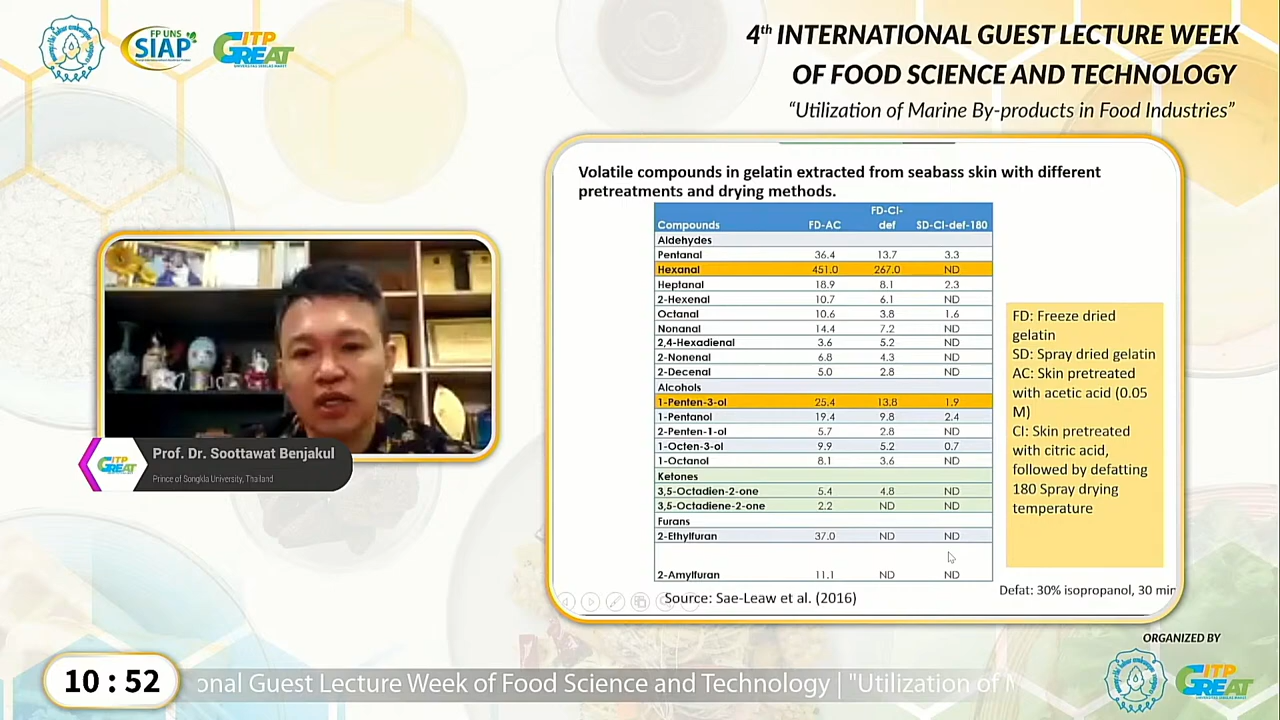 FP UNS
SIAP
ITP
GREAT
4th INTERNATIONAL GUEST LECTURE WEEK
OF FOOD SCIENCE AND TECHNOLOGY
“Utilization of Marine By-products in Food Industries”
Volatile compounds in gelatin extracted from seabass skin with different
pretreatments and drying methods.
Compounds FD-AC FD-CI-def SD-CI-def-180
Aldehydes
Pentanal 36.4 13.7 3.3
Hexanal 451.0 267.0 ND
Heptanal 18.9 8.1 2.3
2-Hexenal 10.7 6.1 ND
Octanal 10.6 3.8 1.6
Nonanal 14.4 7.2 ND
2,4-Hexadienal 3.6 5.2 ND
2-Nonenal 6.8 4.3 ND
2-Decenal 5.0 2.8 ND
Alcohols
1-Penten-3-ol 25.4 13.8 1.9
1-Pentanol 19.4 9.8 2.4
2-Penten-1-ol 5.7 2.8 ND
1-Octen-3-ol 9.9 5.2 0.7
1-Octanol 8.1 3.6 ND
Ketones
3,5-Octadien-2-one 5.4 4.8 ND
3,5-Octadiene-2-one 2.2 ND ND
Furans
2-Ethylfuran 37.0 ND ND
2-Amylfuran 11.1 ND ND
Source: Sae-Leaw et al. (2016)
FD: Freeze dried
gelatin
SD: Spray dried gelatin
AC: Skin pretreated
with acetic acid (0.05
M)
CI: Skin pretreated
with citric acid,
followed by defatting
180 Spray drying
temperature
Defat: 30% isopropanol, 30 min
ITP
GREAT
Prof. Dr. Soottawat Benjakul
Prince of Songkla University, Thailand
ORGANIZED BY
ITP
GREAT
10 : 52
onal Guest Lecture Week of Food Science and Technology | "Utilization of M